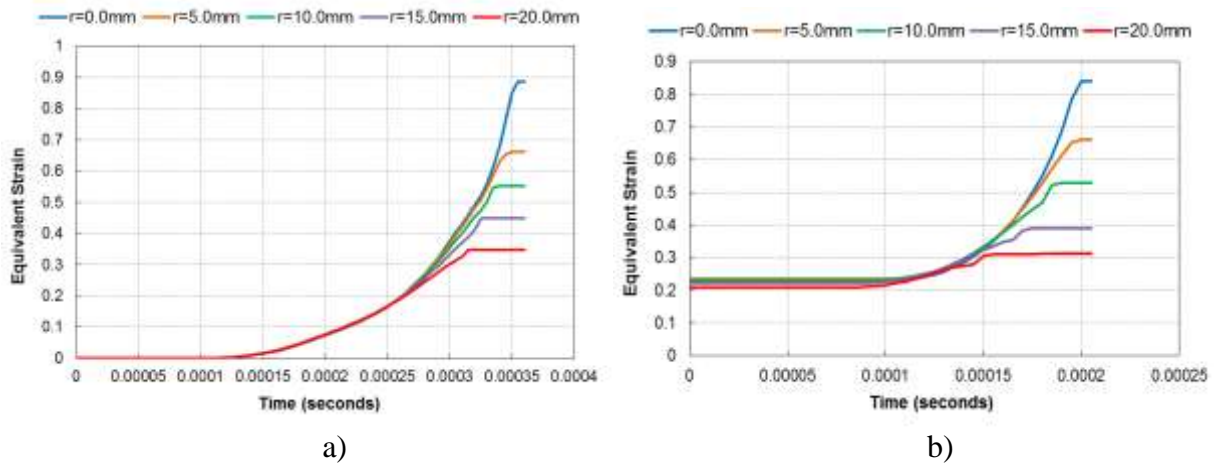 r=0.0mm r=5.0mm r=10.0mm r=15.0mm r=20.0mm
1
0.9
0.8
0.7
0.6
0.5
0.4
0.3
0.2
0.1
0
Equivalent Strain
0 0.00005 0.0001 0.00015 0.0002 0.00025 0.0003 0.00035 0.0004
Time (seconds)
a)
r=0.0mm r=5.0mm r=10.0mm r=15.0mm r=20.0mm
0.9
0.8
0.7
0.6
0.5
0.4
0.3
0.2
0.1
0
Equivalent Strain
0 0.00005 0.0001 0.00015 0.0002 0.00025
Time (seconds)
b)